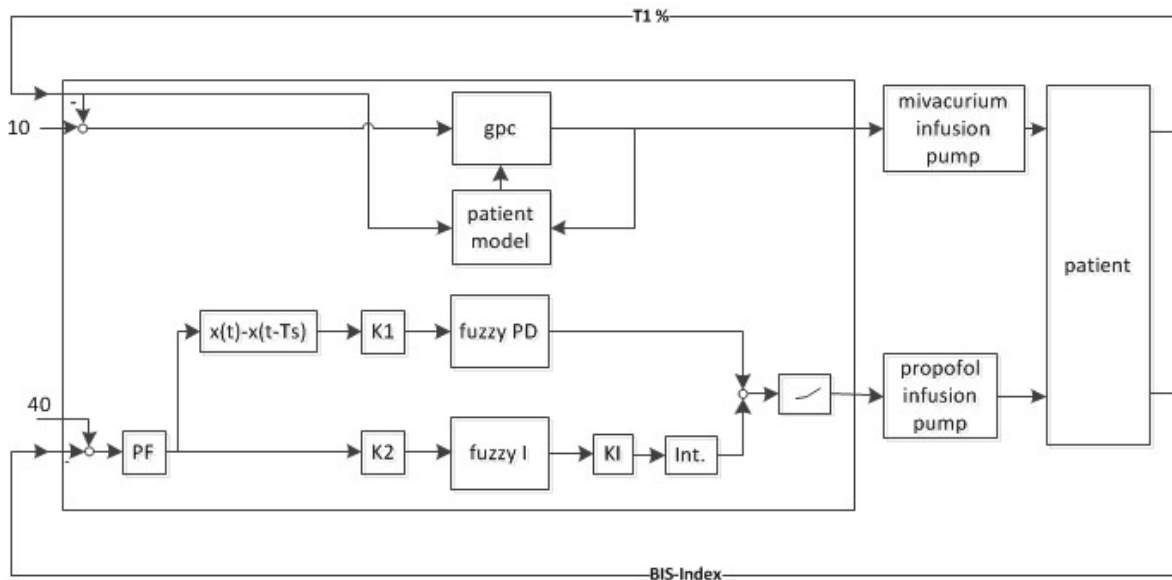 T1 %
-
10
gpc
mivacurium
infusion
pump
patient
model
patient
x(t)-x(t-Ts)
K1
fuzzy PD
propofol
infusion
pump
40
-
PF
K2
fuzzy I
KI
Int.
BIS-Index